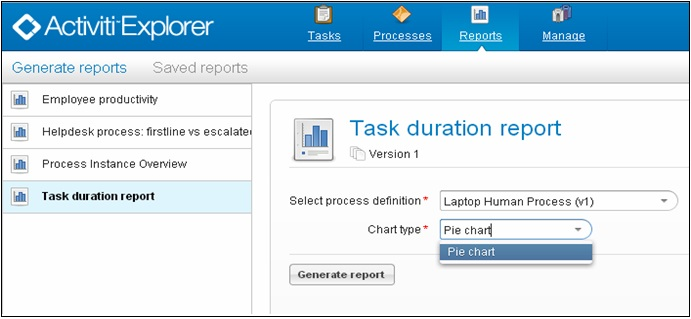 Activiti Explorer
Tasks
Processes
Reports
Manage
Generate reports
Saved reports
Employee productivity
Helpdesk process: firstline vs escalate
Process Instance Overview
Task duration report
Task duration report
Version 1
Select process definition *
Laptop Human Process (v1)
Chart type *
Pie chart
Pie chart
Generate report